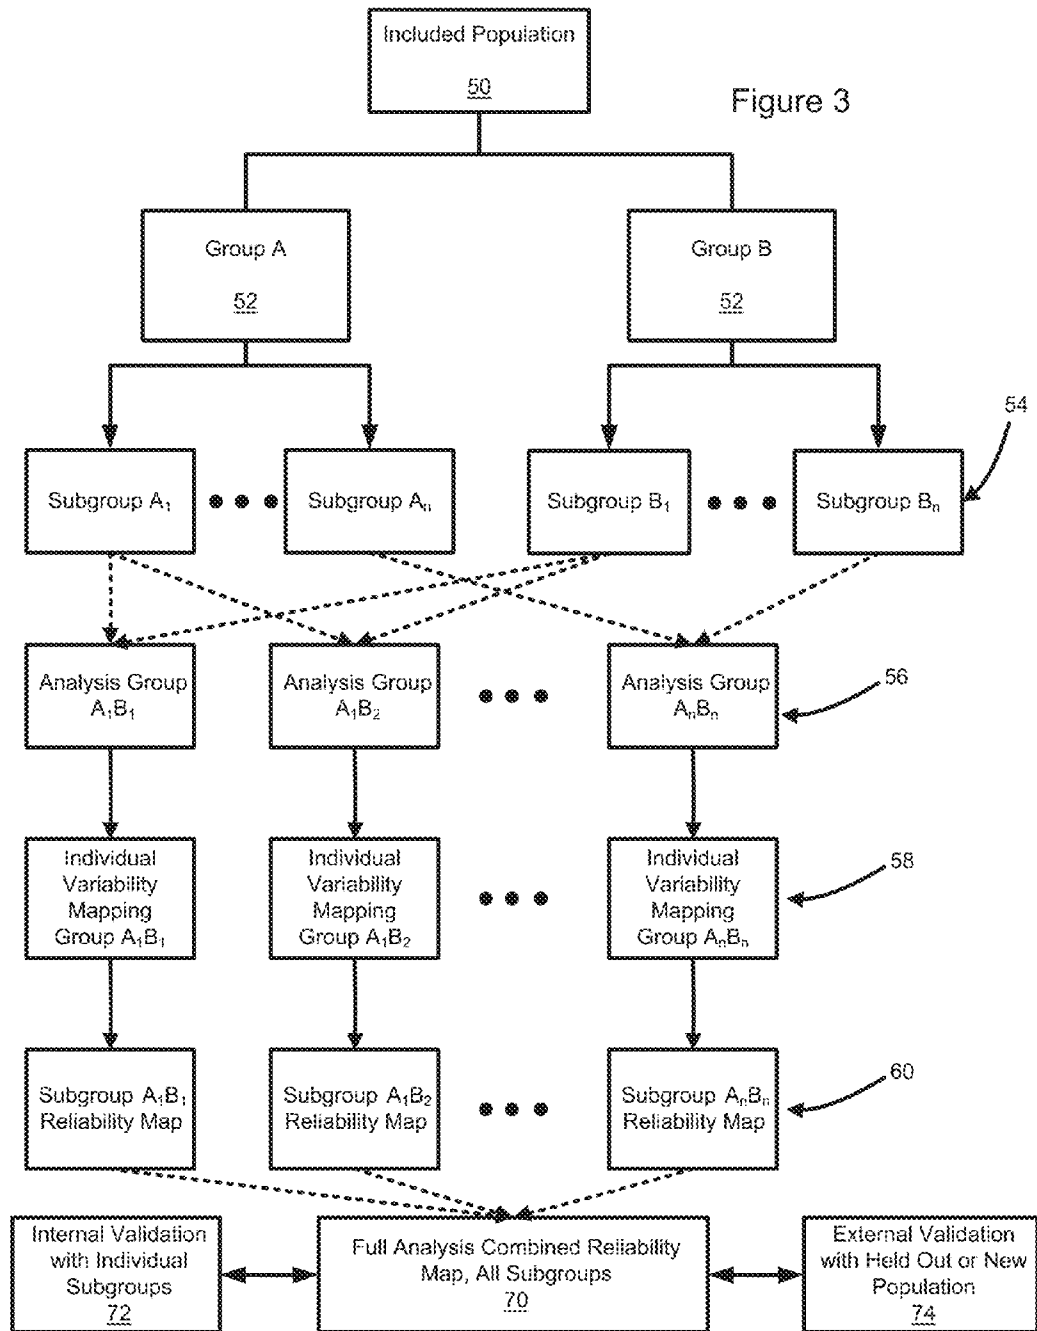 Included Population
50
Figure 3
Group A
52
Group B
52
54
Subgroup A₁
Subgroup Aₙ
Subgroup B₁
Subgroup Bₙ
Analysis Group
A₁B₁
Analysis Group
A₁B₂
Analysis Group
AₙBₙ
56
Individual
Variability
Mapping
Group A₁B₁
Individual
Variability
Mapping
Group A₁B₂
Individual
Variability
Mapping
Group AₙBₙ
58
Subgroup A₁B₁
Reliability Map
Subgroup A₁B₂
Reliability Map
Subgroup AₙBₙ
Reliability Map
60
Internal Validation
with Individual
Subgroups
72
Full Analysis Combined Reliability
Map, All Subgroups
70
External Validation
with Held Out or New
Population
74